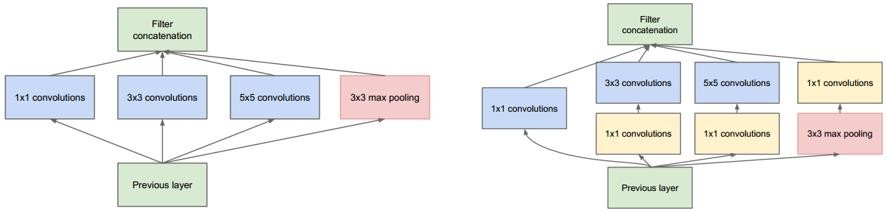 Filter
concatenation
1x1 convolutions
3x3 convolutions
5x5 convolutions
3x3 max pooling
Previous layer
Filter
concatenation
3x3 convolutions
5x5 convolutions
1x1 convolutions
1x1 convolutions
1x1 convolutions
1x1 convolutions
3x3 max pooling
Previous layer